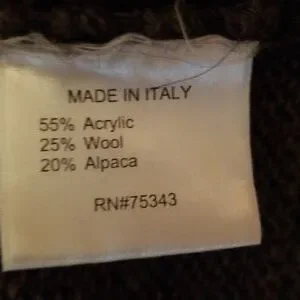 MADE IN ITALY
55% Acrylic
25% Wool
20% Alpaca
RN#75343